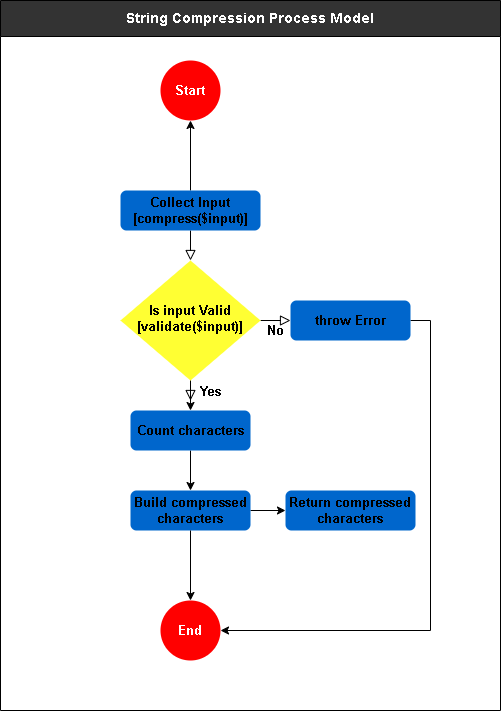 String Compression Process Model
Start
Collect Input
[compress($input)]
Is input Valid
[validate($input)]
No
throw Error
Yes
Count characters
Build compressed
characters
Return compressed
characters
End